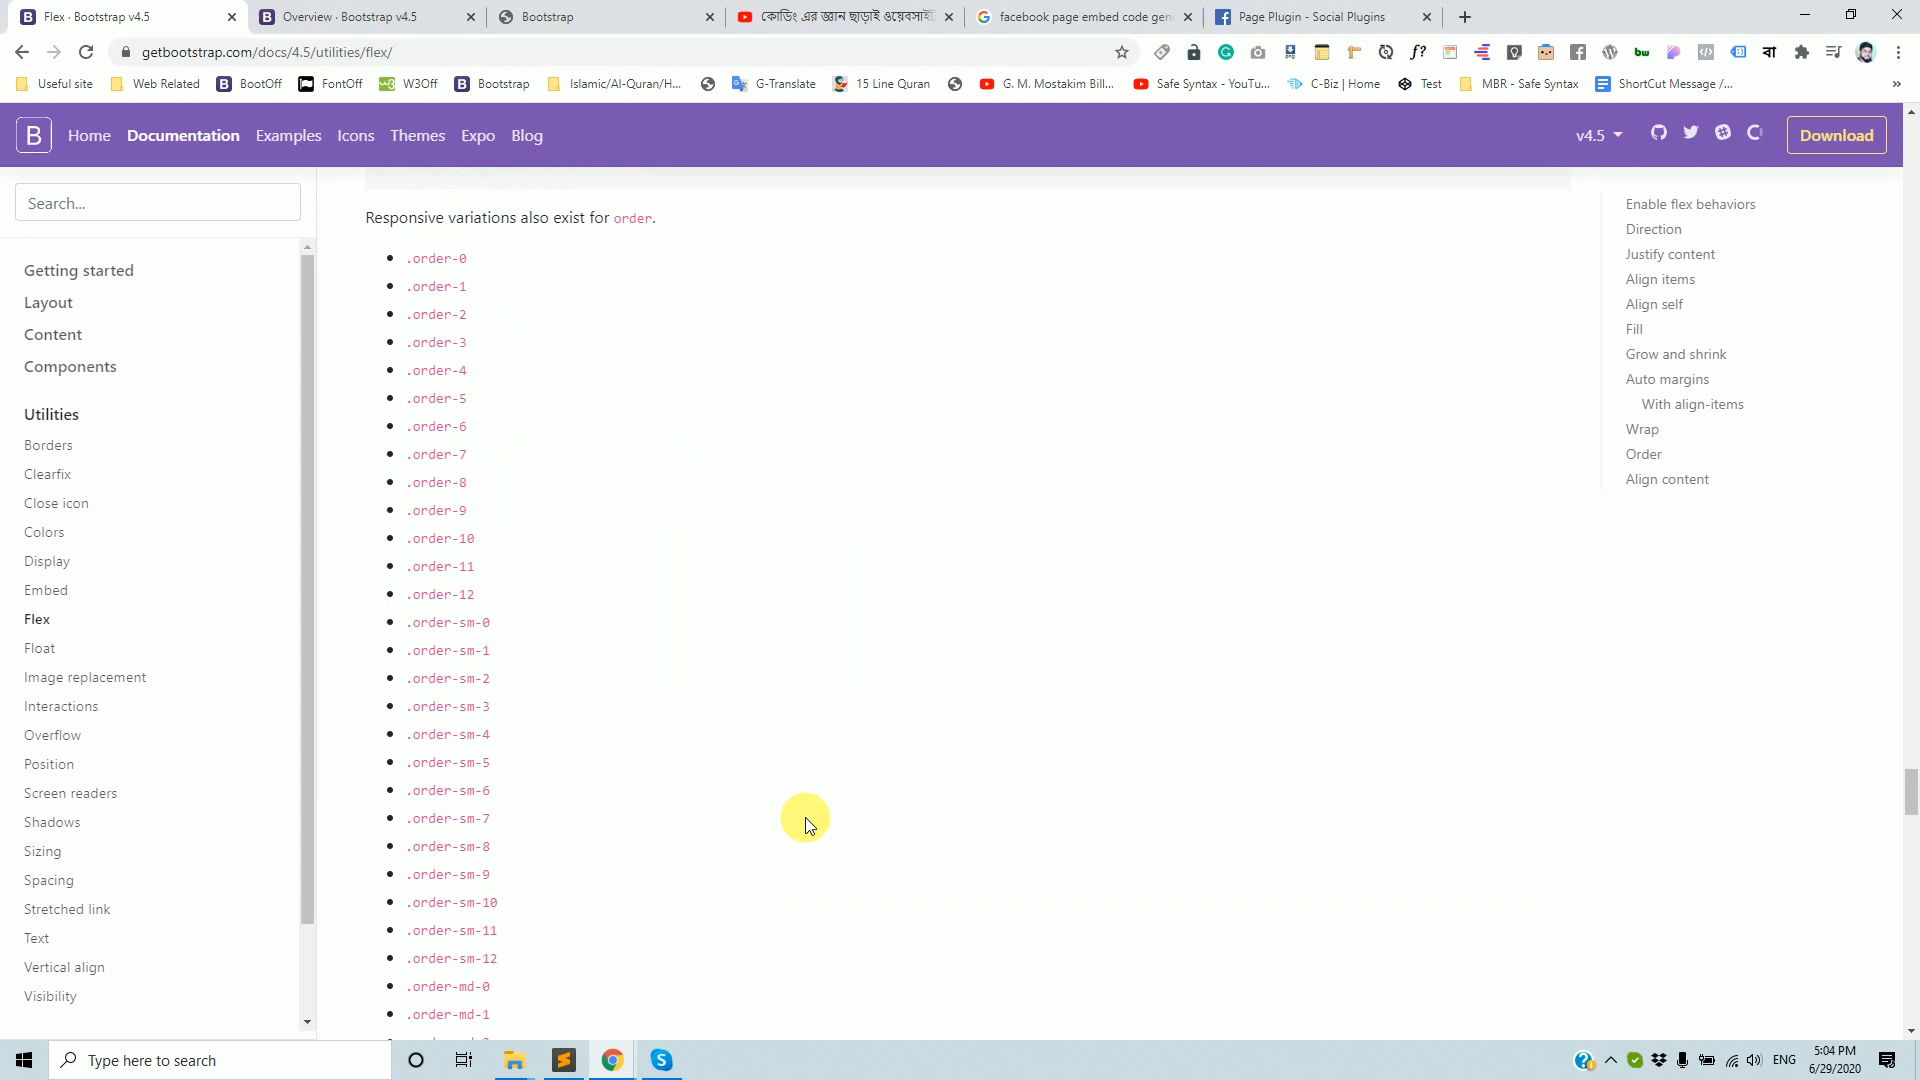 Flex · Bootstrap v4.5
Overview · Bootstrap v4.5
Bootstrap
কোডিং এর জ্ঞান ছাড়াই ওয়েবসাইট
facebook page embed code gen
Page Plugin - Social Plugins
getbootstrap.com/docs/4.5/utilities/flex/
Useful site
Web Related
BootOff
FontOff
W3Off
Bootstrap
Islamic/Al-Quran/H...
G-Translate
15 Line Quran
G. M. Mostakim Bill...
Safe Syntax - YouTu...
C-Biz | Home
Test
MBR - Safe Syntax
ShortCut Message /...
B
Home
Documentation
Examples
Icons
Themes
Expo
Blog
v4.5
Download
Search...
Getting started
Layout
Content
Components
Utilities
Borders
Clearfix
Close icon
Colors
Display
Embed
Flex
Float
Image replacement
Interactions
Overflow
Position
Screen readers
Shadows
Sizing
Spacing
Stretched link
Text
Vertical align
Visibility
Responsive variations also exist for order.
.order-0
.order-1
.order-2
.order-3
.order-4
.order-5
.order-6
.order-7
.order-8
.order-9
.order-10
.order-11
.order-12
.order-sm-0
.order-sm-1
.order-sm-2
.order-sm-3
.order-sm-4
.order-sm-5
.order-sm-6
.order-sm-7
.order-sm-8
.order-sm-9
.order-sm-10
.order-sm-11
.order-sm-12
.order-md-0
.order-md-1
Enable flex behaviors
Direction
Justify content
Align items
Align self
Fill
Grow and shrink
Auto margins
With align-items
Wrap
Order
Align content
Type here to search
ENG
5:04 PM
6/29/2020